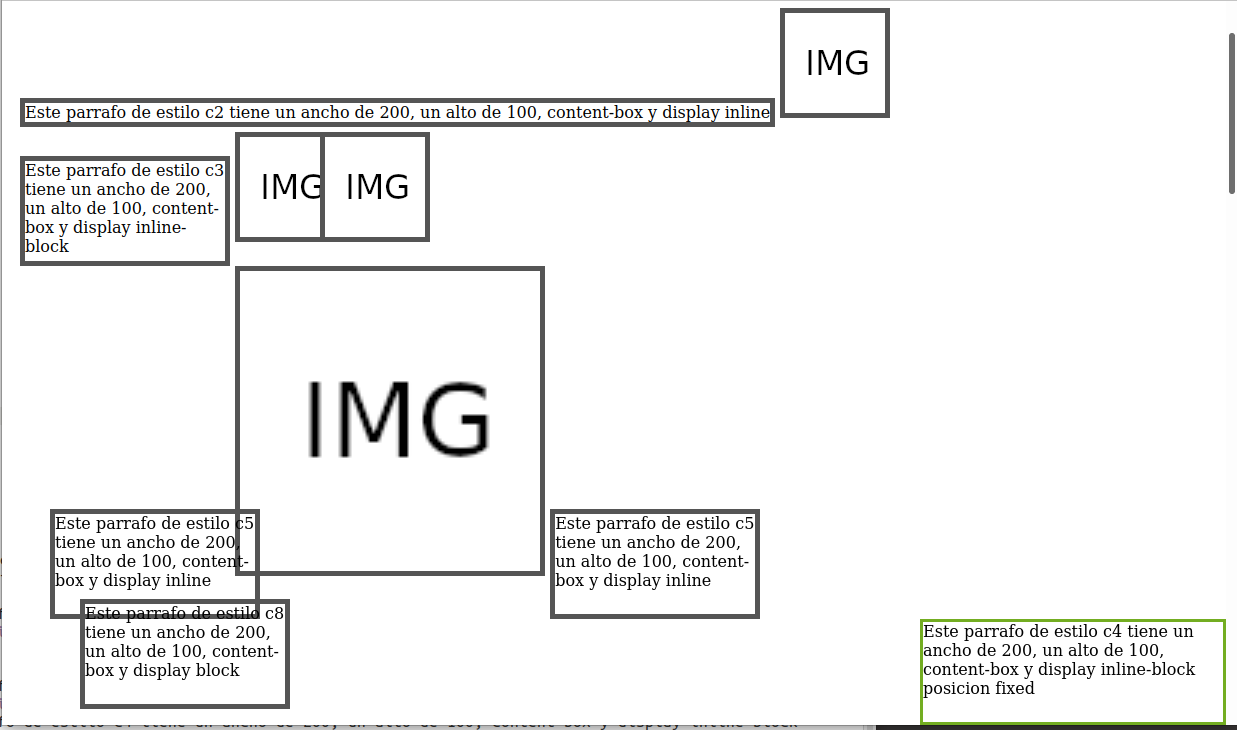 IMG
Este parrafo de estilo c2 tiene un ancho de 200, un alto de 100, content-box y display inline
Este parrafo de estilo c3
tiene un ancho de 200,
un alto de 100, content-
box y display inline-
block
IMG
IMG
IMG
Este parrafo de estilo c5
tiene un ancho de 200,
un alto de 100, content-
box y display inline
Este parrafo de estilo c5
tiene un ancho de 200,
un alto de 100, content-
box y display inline
Este parrafo de estilo c8
tiene un ancho de 200,
un alto de 100, content-
box y display block
Este parrafo de estilo c4 tiene un
ancho de 200, un alto de 100,
content-box y display inline-block
posicion fixed